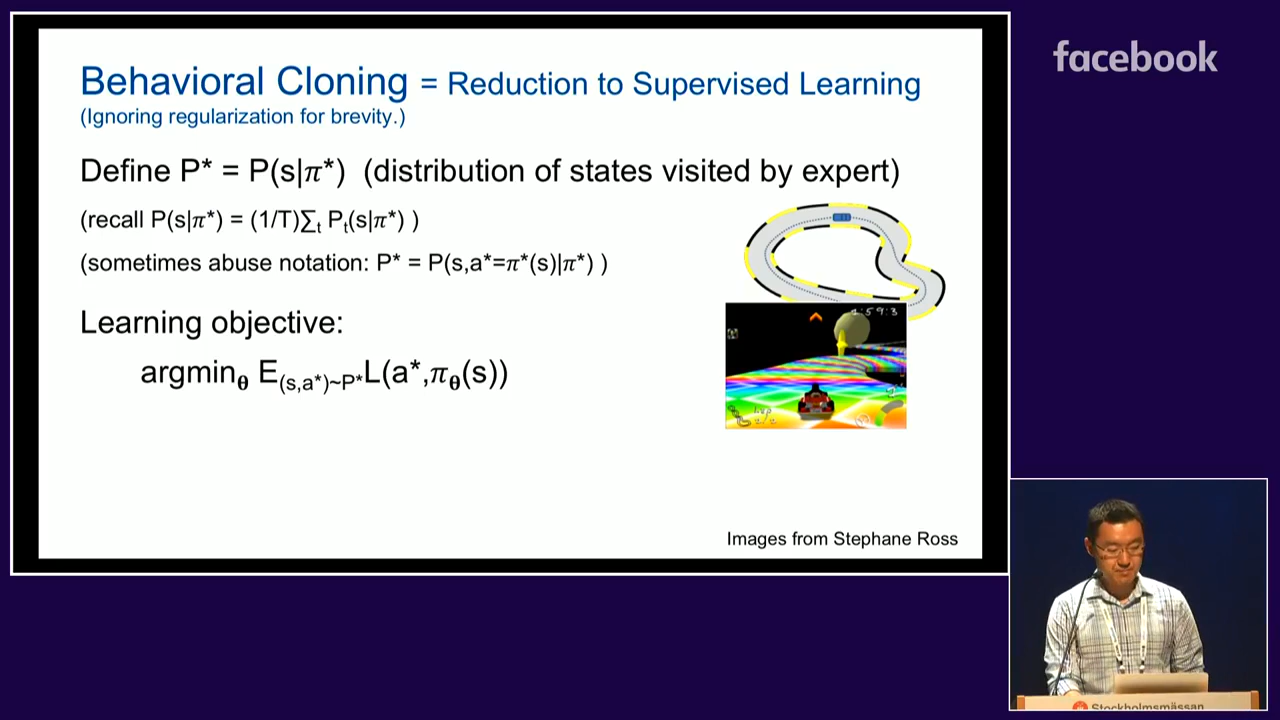 Behavioral Cloning = Reduction to Supervised Learning
(Ignoring regularization for brevity.)
Define P* = P(s|π*) (distribution of states visited by expert)
(recall P(s|π*) = (1/T)∑t Pt(s|π*) )
(sometimes abuse notation: P* = P(s,a*=π*(s)|π*) )
Learning objective:
argminθ E(s,a*)~P*L(a*,πθ(s))
Images from Stephane Ross
facebook
Stockholmsmässan